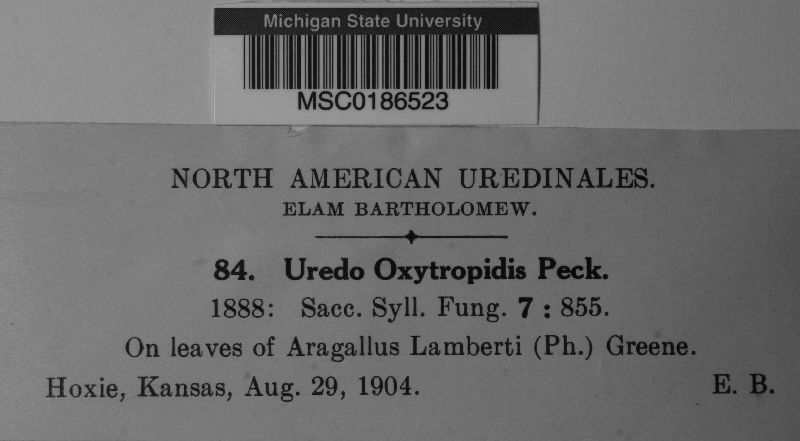 Michigan State University
MSC0186523
NORTH AMERICAN UREDINALES.
ELAM BARTHOLOMEW.
84. Uredo Oxytropidis Peck.
1888: Sacc. Syll. Fung. 7 : 855.
On leaves of Aragallus Lamberti (Ph.) Greene.
Hoxie, Kansas, Aug. 29, 1904. E. B.